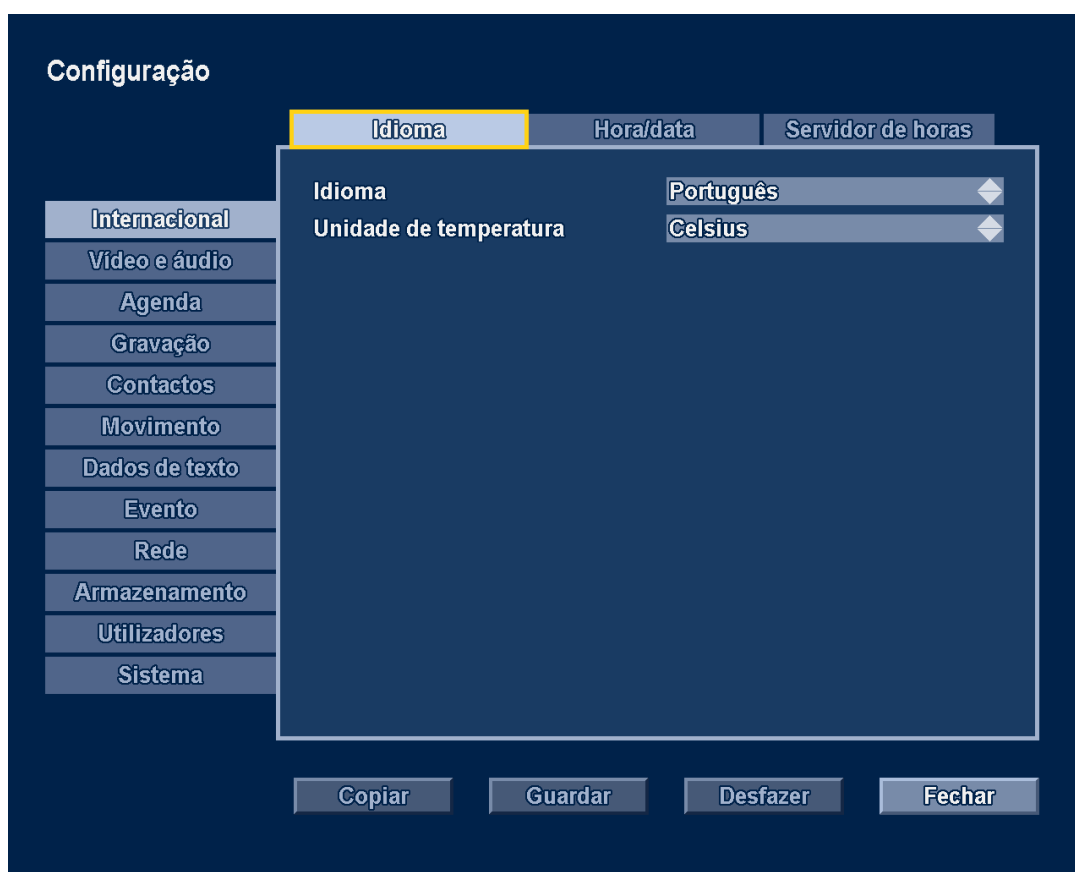 Configuração
Idioma Hora/data Servidor de horas
Idioma Português
Unidade de temperatura Celsius
Internacional
Vídeo e áudio
Agenda
Gravação
Contactos
Movimento
Dados de texto
Evento
Rede
Armazenamento
Utilizadores
Sistema
Copiar Guardar Desfazer Fechar